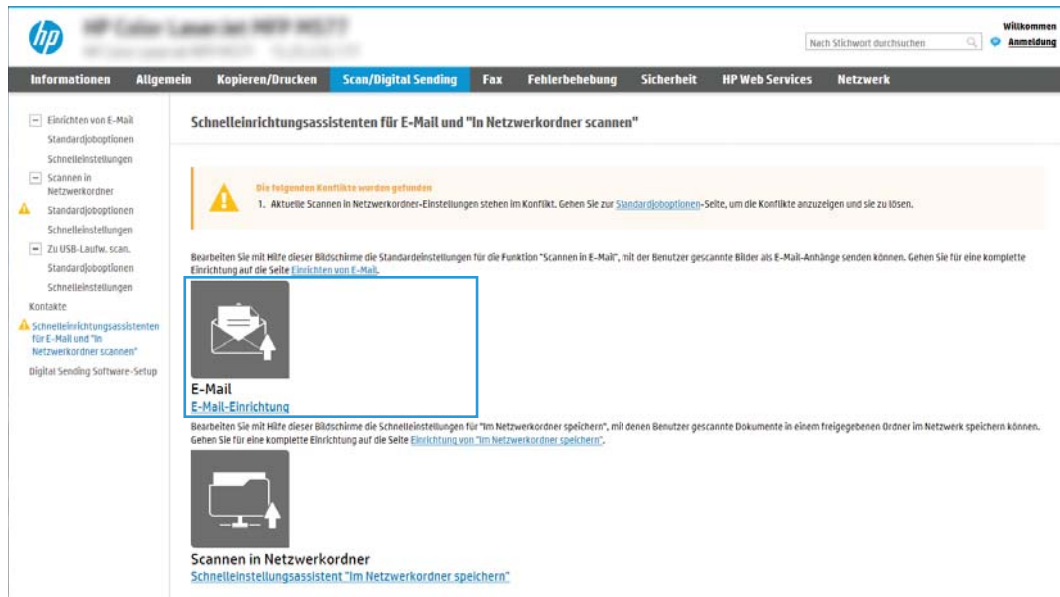 hp
Nach Stichwort durchsuchen
Willkommen
Anmeldung
Informationen Allgemein Kopieren/Drucken Scan/Digital Sending Fax Fehlerbehebung Sicherheit HP Web Services Netzwerk
Einrichten von E-Mail
Standardjoboptionen
Schnelleinstellungen
Scannen in
Netzwerkordner
Standardjoboptionen
Schnelleinstellungen
Zu USB-Laufw. scan.
Standardjoboptionen
Schnelleinstellungen
Kontakte
Schnelleinrichtungsassistenten
für E-Mail und "In
Netzwerkordner scannen"
Digital Sending Software-Setup
Schnelleinrichtungsassistenten für E-Mail und "In Netzwerkordner scannen"
Die folgenden Konflikte wurden gefunden
1. Aktuelle Scannen in Netzwerkordner-Einstellungen stehen im Konflikt. Gehen Sie zur Standardjoboptionen-Seite, um die Konflikte anzuzeigen und sie zu lösen.
Bearbeiten Sie mit Hilfe dieser Bildschirme die Standardeinstellungen für die Funktion "Scannen in E-Mail", mit der Benutzer gescannte Bilder als E-Mail-Anhänge senden können. Gehen Sie für eine komplette
Einrichtung auf die Seite Einrichten von E-Mail.
E-Mail
E-Mail-Einrichtung
Bearbeiten Sie mit Hilfe dieser Bildschirme die Schnelleinstellungen für "Im Netzwerkordner speichern", mit denen Benutzer gescannte Dokumente in einem freigegebenen Ordner im Netzwerk speichern können.
Gehen Sie für eine komplette Einrichtung auf die Seite Einrichtung von "Im Netzwerkordner speichern".
Scannen in Netzwerkordner
Schnelleinstellungsassistent "Im Netzwerkordner speichern"